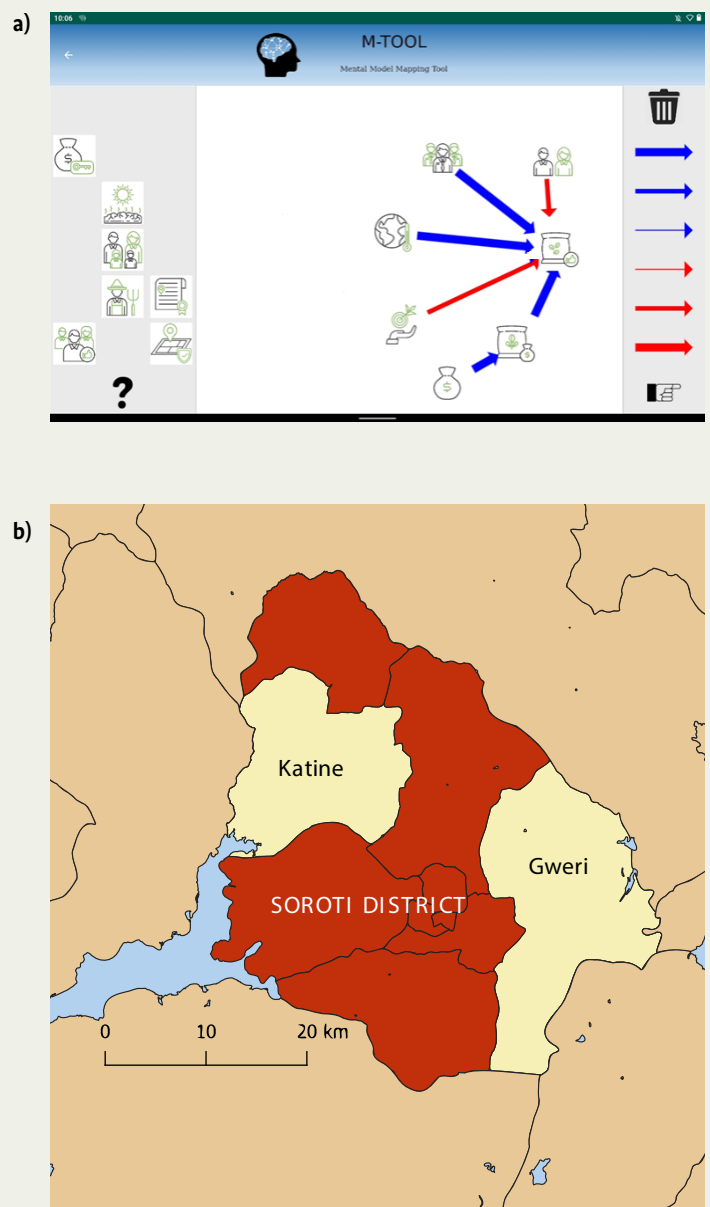 a)
10:06
M-TOOL
Mental Model Mapping Tool
$
$
$
?
b)
Katine
Gweri
SOROTI DISTRICT
0 10 20 km